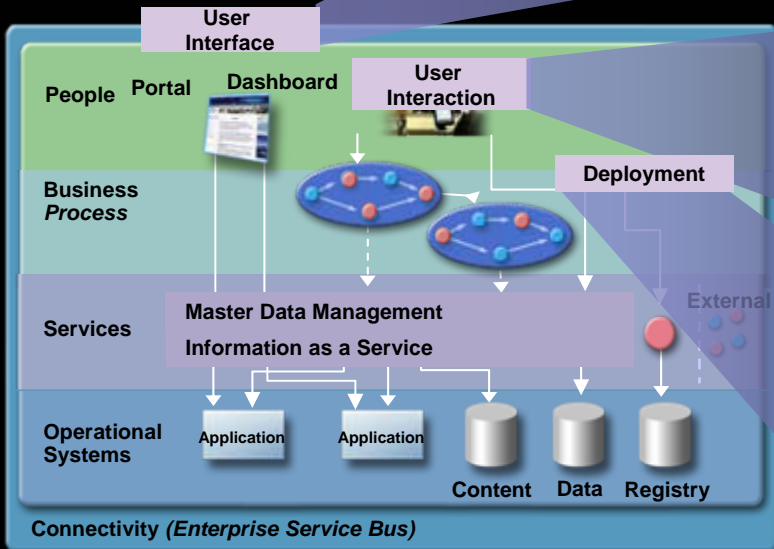 User
Interface
People
Portal
Dashboard
User
Interaction
Business
Process
Deployment
Services
Master Data Management
Information as a Service
External
Operational
Systems
Application
Application
Content
Data
Registry
Connectivity (Enterprise Service Bus)